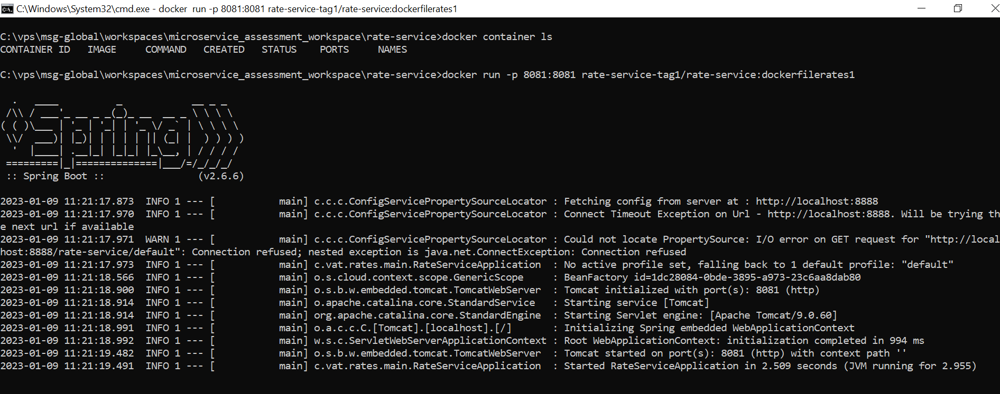 C:\Windows\System32\cmd.exe - docker  run -p 8081:8081 rate-service-tag1/rate-service:dockerfilerates1
C:\vps\msg-global\workspaces\microservice_assessment_workspace\rate-service>docker container ls
CONTAINER ID   IMAGE     COMMAND   CREATED   STATUS    PORTS     NAMES
C:\vps\msg-global\workspaces\microservice_assessment_workspace\rate-service>docker run -p 8081:8081 rate-service-tag1/rate-service:dockerfilerates1
  .   ____          _            __ _ _
 /\\ / ___'_ __ _ _(_)_ __  __ _ \ \ \ \
( ( )\___ | '_ | '_| | '_ \/ _` | \ \ \ \
 \\/  ___)| |_)| | | | | || (_| |  ) ) ) )
  '  |____| .__|_| |_|_| |_\__, | / / / /
 =========|_|==============|___/=/_/_/_/
 :: Spring Boot ::                (v2.6.6)
2023-01-09 11:21:17.873  INFO 1 --- [           main] c.c.c.ConfigServicePropertySourceLocator : Fetching config from server at : http://localhost:8888
2023-01-09 11:21:17.970  INFO 1 --- [           main] c.c.c.ConfigServicePropertySourceLocator : Connect Timeout Exception on Url - http://localhost:8888. Will be trying th
e next url if available
2023-01-09 11:21:17.971  WARN 1 --- [           main] c.c.c.ConfigServicePropertySourceLocator : Could not locate PropertySource: I/O error on GET request for "http://local
host:8888/rate-service/default": Connection refused; nested exception is java.net.ConnectException: Connection refused
2023-01-09 11:21:17.973  INFO 1 --- [           main] c.vat.rates.main.RateServiceApplication  : No active profile set, falling back to 1 default profile: "default"
2023-01-09 11:21:18.566  INFO 1 --- [           main] o.s.cloud.context.scope.GenericScope     : BeanFactory id=1dc28084-0bde-3895-a973-23c6aa8dab80
2023-01-09 11:21:18.900  INFO 1 --- [           main] o.s.b.w.embedded.tomcat.TomcatWebServer  : Tomcat initialized with port(s): 8081 (http)
2023-01-09 11:21:18.914  INFO 1 --- [           main] o.apache.catalina.core.StandardService   : Starting service [Tomcat]
2023-01-09 11:21:18.914  INFO 1 --- [           main] org.apache.catalina.core.StandardEngine  : Starting Servlet engine: [Apache Tomcat/9.0.60]
2023-01-09 11:21:18.991  INFO 1 --- [           main] o.a.c.c.C.[Tomcat].[localhost].[/]       : Initializing Spring embedded WebApplicationContext
2023-01-09 11:21:18.992  INFO 1 --- [           main] w.s.c.ServletWebServerApplicationContext : Root WebApplicationContext: initialization completed in 994 ms
2023-01-09 11:21:19.482  INFO 1 --- [           main] o.s.b.w.embedded.tomcat.TomcatWebServer  : Tomcat started on port(s): 8081 (http) with context path ''
2023-01-09 11:21:19.491  INFO 1 --- [           main] c.vat.rates.main.RateServiceApplication  : Started RateServiceApplication in 2.509 seconds (JVM running for 2.955)